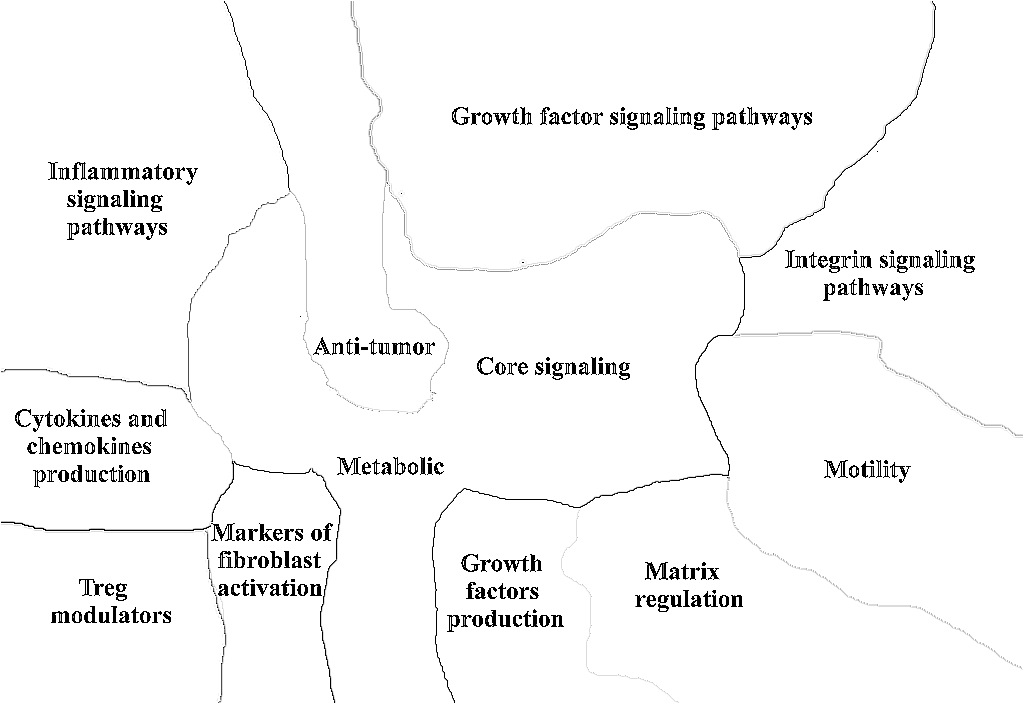 Growth factor signaling pathways
Inflammatory
signaling
pathways
Integrin signaling
pathways
Anti-tumor
Core signaling
Cytokines and
chemokines
production
Metabolic
Motility
Markers of
fibroblast
activation
Growth
factors
production
Matrix
regulation
Treg
modulators